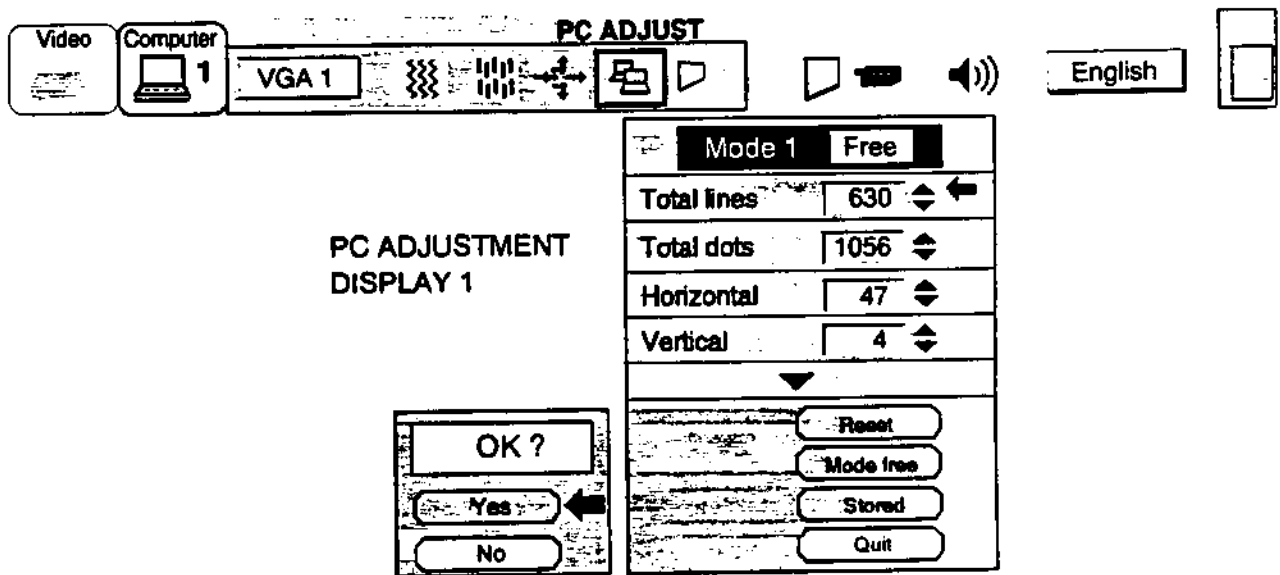 PC ADJUST
Video
Computer
1
VGA 1
English
Mode 1 Free
Total lines 630
PC ADJUSTMENT
DISPLAY 1
Total dots 1056
Horizontal 47
Vertical 4
OK ?
Yes
No
Reset
Mode free
Stored
Quit